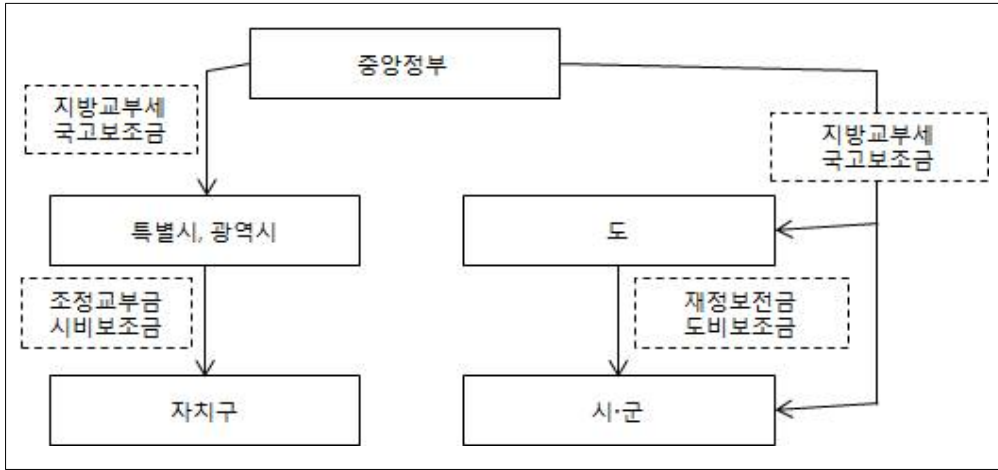 중앙정부
지방교부세
국고보조금
지방교부세
국고보조금
특별시, 광역시
도
조정교부금
시비보조금
재정보전금
도비보조금
자치구
시·군